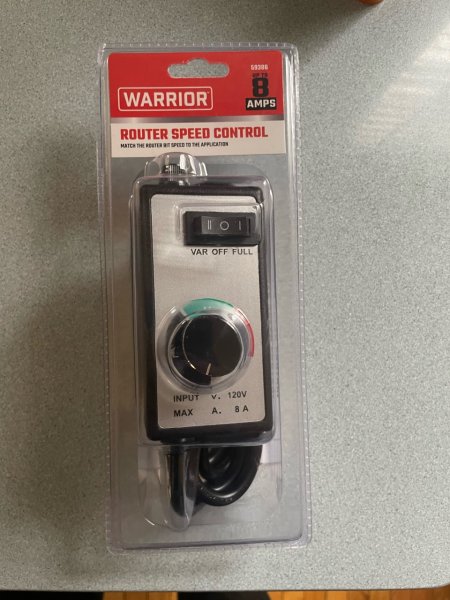 59386
UP TO
8
AMPS
WARRIOR
ROUTER SPEED CONTROL
MATCH THE ROUTER BIT SPEED TO THE APPLICATION
II O I
VAR OFF FULL
INPUT V. 120V
MAX A. 8 A